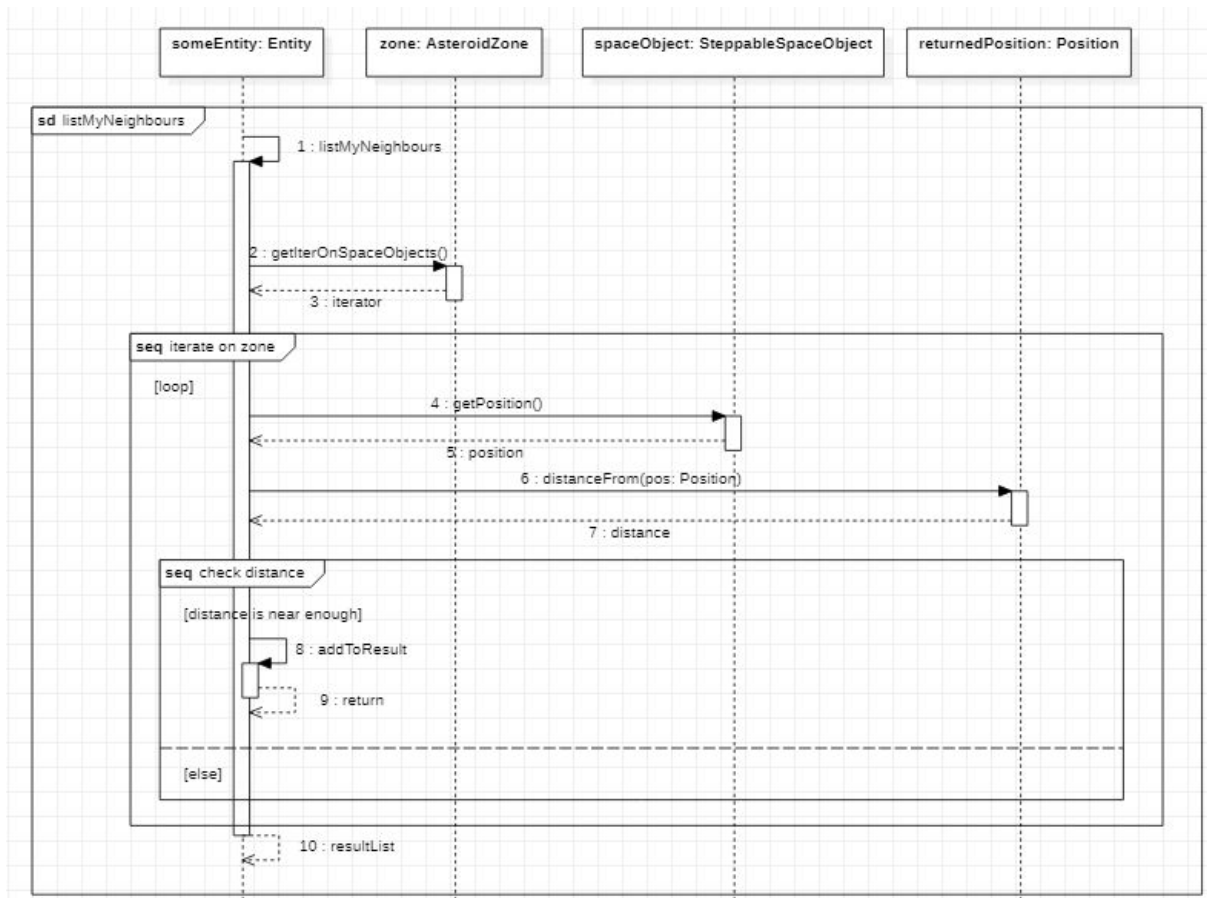 someEntity: Entity
zone: AsteroidZone
spaceObject: SteppableSpaceObject
returnedPosition: Position
sd listMyNeighbours
1 : listMyNeighbours
2 : getIterOnSpaceObjects()
3 : iterator
seq iterate on zone
[loop]
4 : getPosition()
5 : position
6 : distanceFrom(pos: Position)
7 : distance
seq check distance
[distance is near enough]
8 : addToResult
9 : return
[else]
10 : resultList